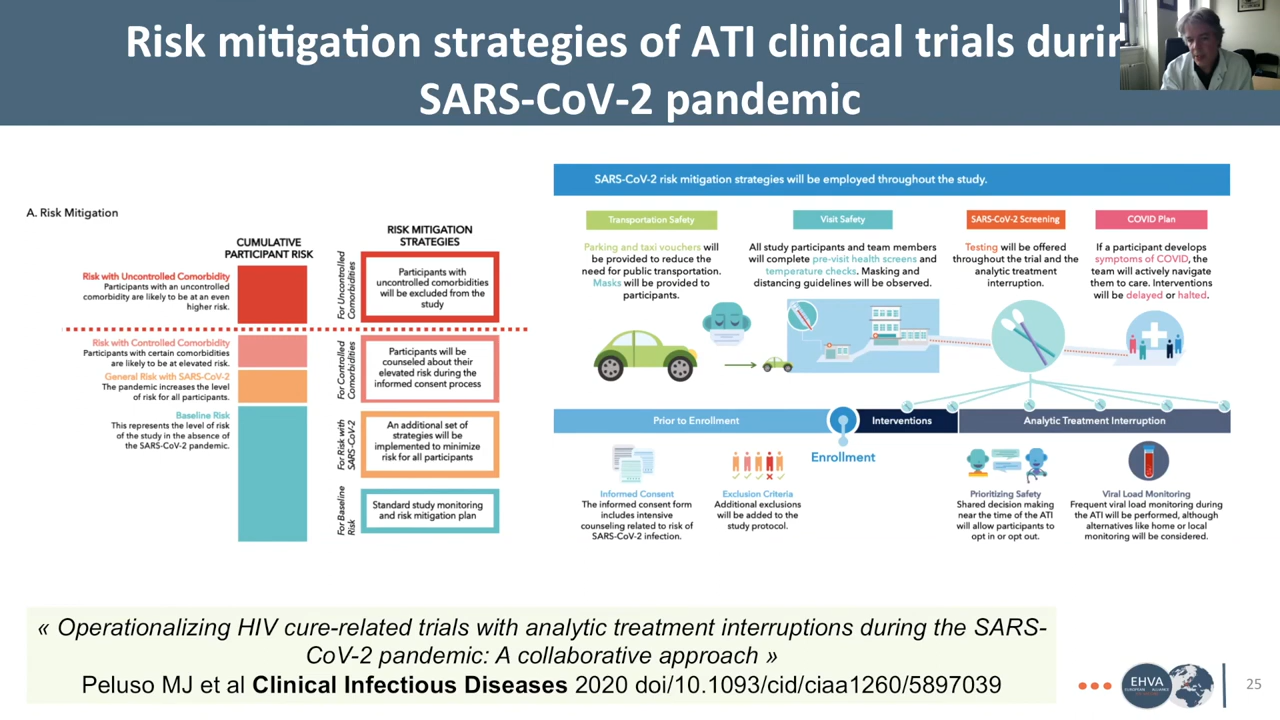 Risk mitigation strategies of ATI clinical trials durin
SARS-CoV-2 pandemic
A. Risk Mitigation
CUMULATIVE
PARTICIPANT RISK
RISK MITIGATION
STRATEGIES
Risk with Uncontrolled Comorbidity
Participants with an uncontrolled
comorbidity are likely to be at an even
higher risk.
For Uncontrolled
Comorbidities
Participants with
uncontrolled comorbidities
will be excluded from the
study
Risk with Controlled Comorbidity
Participants with certain comorbidities
are likely to be at elevated risk.
For Controlled
Comorbidities
Participants will be
counseled about their
elevated risk during the
informed consent process
General Risk with SARS-CoV-2
The pandemic increases the level
of risk for all participants.
For Risk with
SARS-CoV-2
An additional set of
strategies will be
implemented to minimize
risk for all participants
Baseline Risk
This represents the level of risk
of the study in the absence of
the SARS-CoV-2 pandemic.
For Baseline
Risk
Standard study monitoring
and risk mitigation plan
SARS-CoV-2 risk mitigation strategies will be employed throughout the study.
Transportation Safety
Parking and taxi vouchers will
be provided to reduce the
need for public transportation.
Masks will be provided to
participants.
Visit Safety
All study participants and team members
will complete pre-visit health screens and
temperature checks. Masking and
distancing guidelines will be observed.
SARS-CoV-2 Screening
Testing will be offered
throughout the trial and the
analytic treatment
interruption.
COVID Plan
If a participant develops
symptoms of COVID, the
team will actively navigate
them to care. Interventions
will be delayed or halted.
Prior to Enrollment
Interventions
Analytic Treatment Interruption
Enrollment
Informed Consent
The informed consent form
includes intensive
counseling related to risk of
SARS-CoV-2 infection.
Exclusion Criteria
Additional exclusions
will be added to the
study protocol.
Prioritizing Safety
Shared decision making
near the time of the ATI
will allow participants to
opt in or opt out.
Viral Load Monitoring
Frequent viral load monitoring during
the ATI will be performed, although
alternatives like home or local
monitoring will be considered.
« Operationalizing HIV cure-related trials with analytic treatment interruptions during the SARS-
CoV-2 pandemic: A collaborative approach »
Peluso MJ et al Clinical Infectious Diseases 2020 doi/10.1093/cid/ciaa1260/5897039
EHVA
25